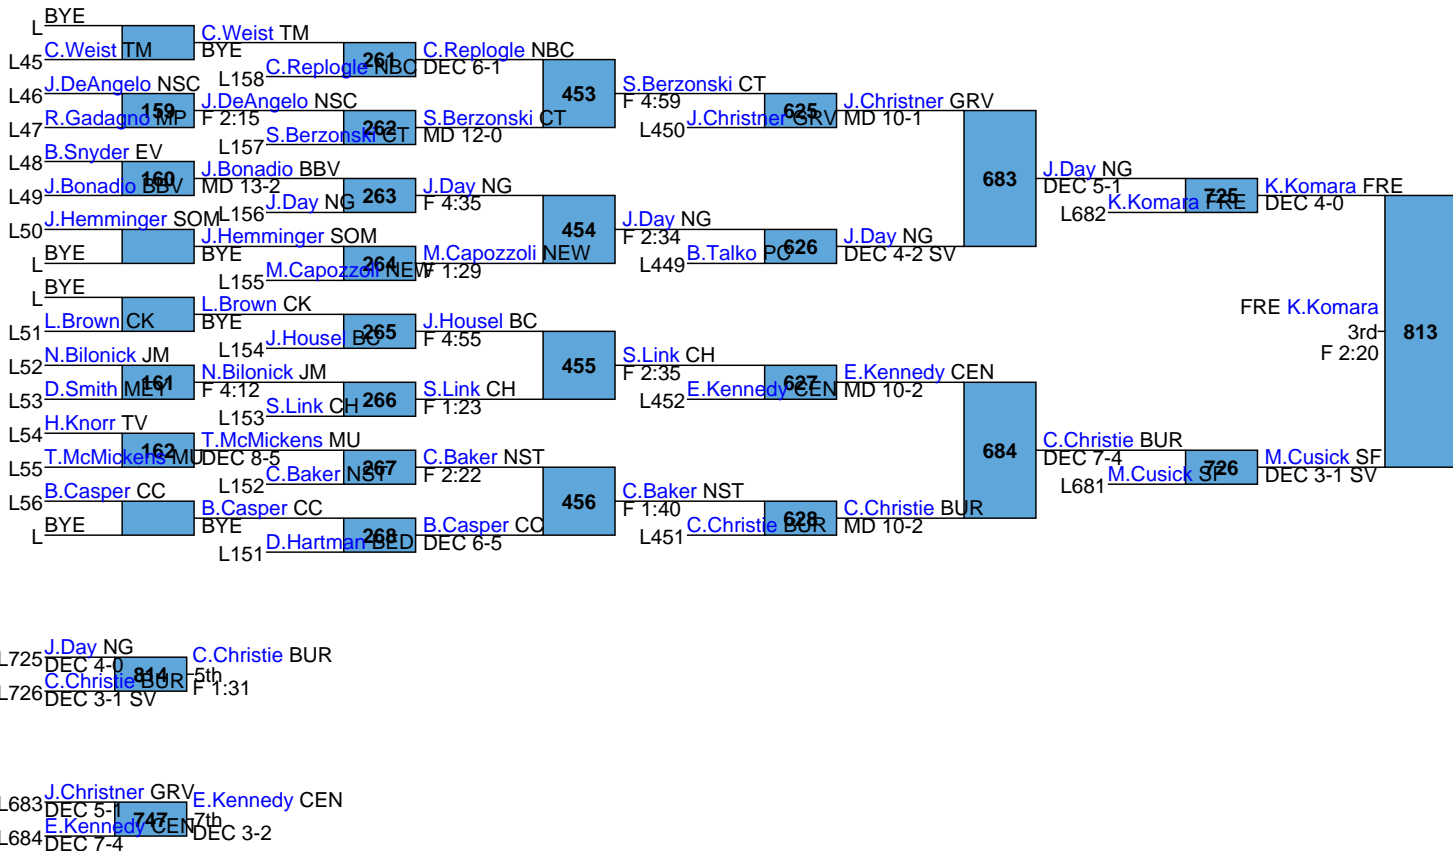 BYE
L
C.Weist TM
L45
C.Weist TM
BYE
J.DeAngelo NSC
L46
159
R.Gadagno MP
L47
J.DeAngelo NSC
F 2:15
B.Snyder EV
L48
160
J.Bonadio BBV
L49
J.Bonadio BBV
MD 13-2
J.Hemminger SOM
L50
BYE
L
J.Hemminger SOM
BYE
BYE
L
L.Brown CK
L51
L.Brown CK
BYE
N.Bilonick JM
L52
161
D.Smith MEY
L53
N.Bilonick JM
F 4:12
H.Knorr TV
L54
162
T.McMickens MU
L55
T.McMickens MU
DEC 8-5
B.Casper CC
L56
BYE
L
B.Casper CC
BYE
261
C.Replogle NBC
L158
C.Replogle NBC
DEC 6-1
262
S.Berzonski CT
L157
S.Berzonski CT
MD 12-0
263
J.Day NG
L156
J.Day NG
F 4:35
264
M.Capozzoli NEW
L155
M.Capozzoli NEW
F 1:29
265
J.Housel BC
L154
J.Housel BC
F 4:55
266
S.Link CH
L153
S.Link CH
F 1:23
267
C.Baker NST
L152
C.Baker NST
F 2:22
268
D.Hartman BED
L151
B.Casper CC
DEC 6-5
453
S.Berzonski CT
F 4:59
454
J.Day NG
F 2:34
455
S.Link CH
F 2:35
456
C.Baker NST
F 1:40
625
J.Christner GRV
L450
J.Christner GRV
MD 10-1
626
B.Talko PC
L449
J.Day NG
DEC 4-2 SV
627
E.Kennedy CEN
L452
E.Kennedy CEN
MD 10-2
628
C.Christie BUR
L451
C.Christie BUR
MD 10-2
683
J.Day NG
DEC 5-1
684
C.Christie BUR
DEC 7-4
725
K.Komara FRE
L682
K.Komara FRE
DEC 4-0
726
M.Cusick SF
L681
M.Cusick SF
DEC 3-1 SV
813
FRE K.Komara
3rd
F 2:20
J.Day NG
L725
DEC 4-0
814
C.Christie BUR
L726
DEC 3-1 SV
C.Christie BUR
5th
F 1:31
J.Christner GRV
L683
DEC 5-1
747
E.Kennedy CEN
L684
DEC 7-4
E.Kennedy CEN
7th
DEC 3-2